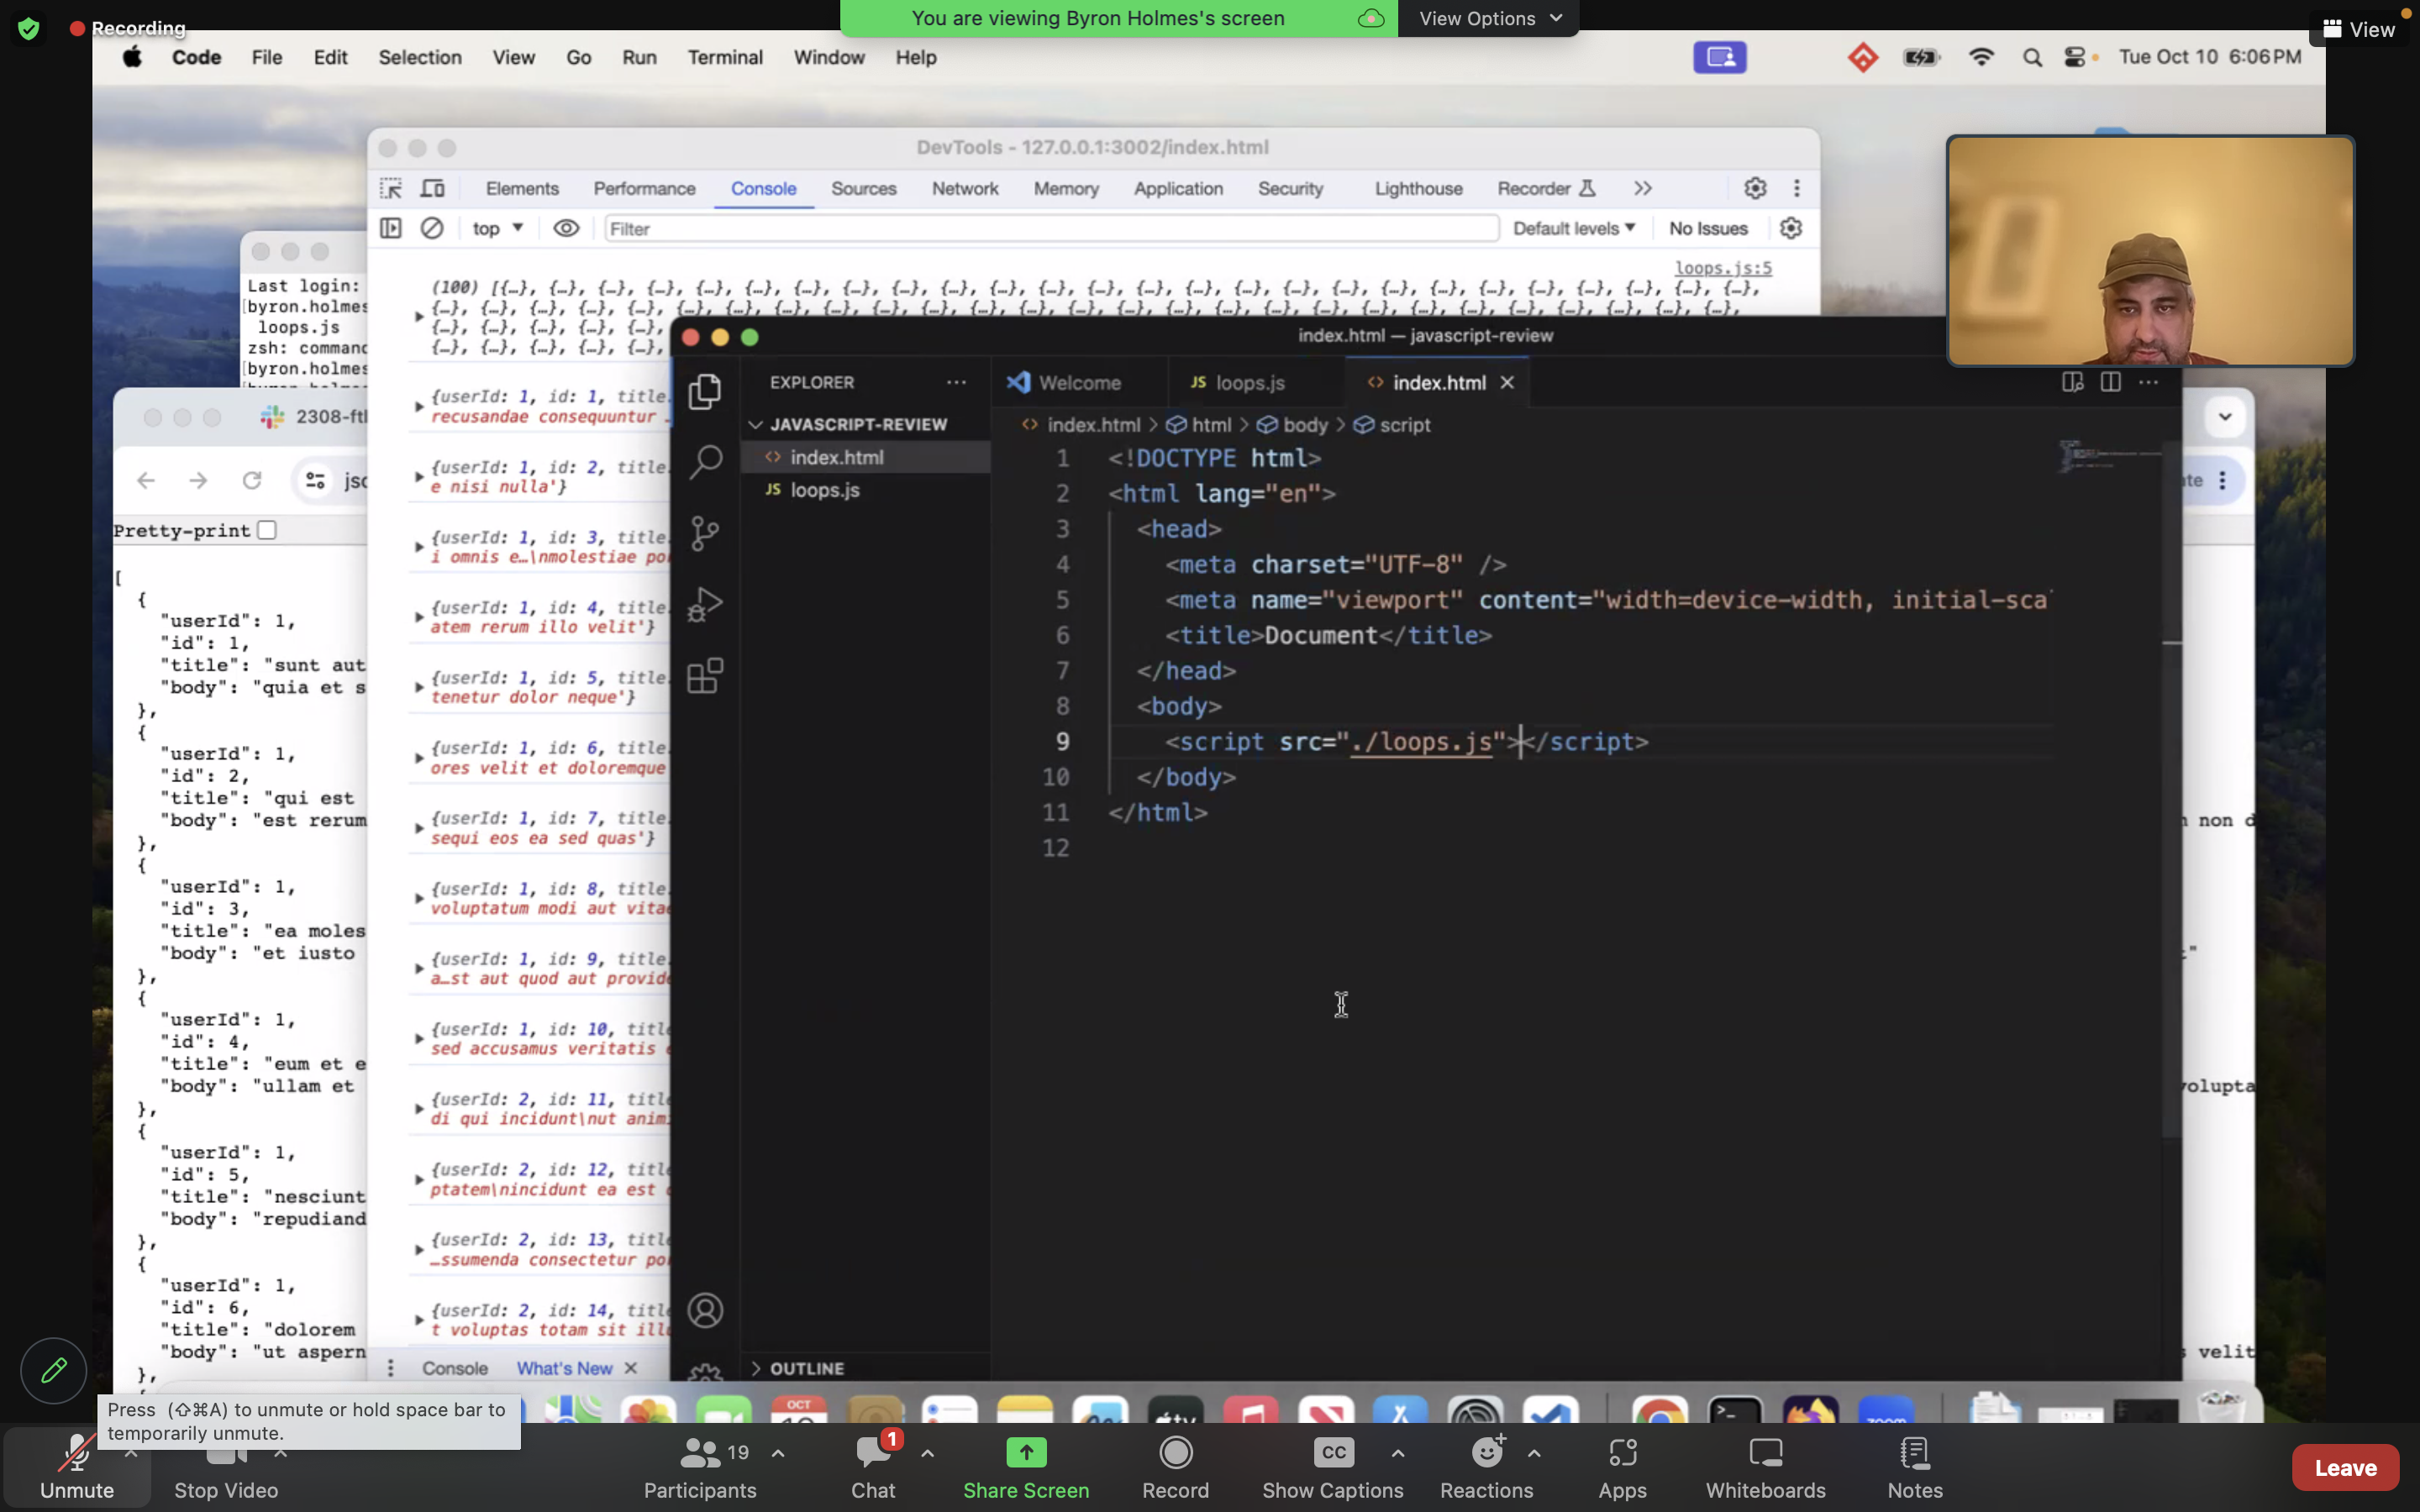 Recording
You are viewing Byron Holmes's screen
View Options
View
Code File Edit Selection View Go Run Terminal Window Help
Tue Oct 10 6:06 PM
DevTools - 127.0.0.1:3002/index.html
Elements Performance Console Sources Network Memory Application Security Lighthouse Recorder
top Filter Default levels No Issues
loops.js:5
(100) [{…}, {…}, {…}, {…}, {…}, {…}, {…}, {…}, {…}, {…}, {…}, {…}, {…}, {…}, {…}, {…}, {…}, {…}, {…}, {…}, {…}, {…}, {…}, {…}, {…}, {…},
{…}, {…}, {…}, {…}, {…}, {…}, {…}, {…}, {…}, {…}, {…}, {…}, {…}, {…}, {…}, {…}, {…}, {…}, {…}, {…}, {…}, {…}, {…}, {…}, {…}, {…}, {…},
{…}, {…}, {…}, {…}, {…},
{…}, {…}, {…}, {…}, {…},
Last login:
[byron.holmes
loops.js
zsh: command
[byron.holmes
2308-ftl
Pretty-print
[
{
"userId": 1,
"id": 1,
"title": "sunt aut
"body": "quia et s
},
{
"userId": 1,
"id": 2,
"title": "qui est
"body": "est rerum
},
{
"userId": 1,
"id": 3,
"title": "ea moles
"body": "et iusto
},
{
"userId": 1,
"id": 4,
"title": "eum et e
"body": "ullam et
},
{
"userId": 1,
"id": 5,
"title": "nesciunt
"body": "repudiand
},
{
"userId": 1,
"id": 6,
"title": "dolorem
"body": "ut aspern
},
{userId: 1, id: 1, title:
recusandae consequuntur
{userId: 1, id: 2, title:
e nisi nulla'}
{userId: 1, id: 3, title:
i omnis e…\nmolestiae po
{userId: 1, id: 4, title:
atem rerum illo velit'}
{userId: 1, id: 5, title:
tenetur dolor neque'}
{userId: 1, id: 6, title:
ores velit et doloremque
{userId: 1, id: 7, title:
sequi eos ea sed quas'}
{userId: 1, id: 8, title:
voluptatum modi aut vitae
{userId: 1, id: 9, title:
a…st aut quod aut provide
{userId: 1, id: 10, title
sed accusamus veritatis
{userId: 2, id: 11, title
di qui incidunt\nut anim
{userId: 2, id: 12, title
ptatem\nincidunt ea est
{userId: 2, id: 13, title
…ssumenda consectetur po
{userId: 2, id: 14, title
t voluptas totam sit ill
Console What's New
index.html — javascript-review
EXPLORER
JAVASCRIPT-REVIEW
index.html
JS loops.js
OUTLINE
Welcome JS loops.js index.html
index.html > html > body > script
1 <!DOCTYPE html>
2 <html lang="en">
3 <head>
4 <meta charset="UTF-8" />
5 <meta name="viewport" content="width=device-width, initial-sca
6 <title>Document</title>
7 </head>
8 <body>
9 <script src="./loops.js"></script>
10 </body>
11 </html>
12
non d
volupta
velit
OCT
tv
zoom
Press (⇧⌘A) to unmute or hold space bar to
temporarily unmute.
19 1 CC
Unmute Stop Video Participants Chat Share Screen Record Show Captions Reactions Apps Whiteboards Notes Leave